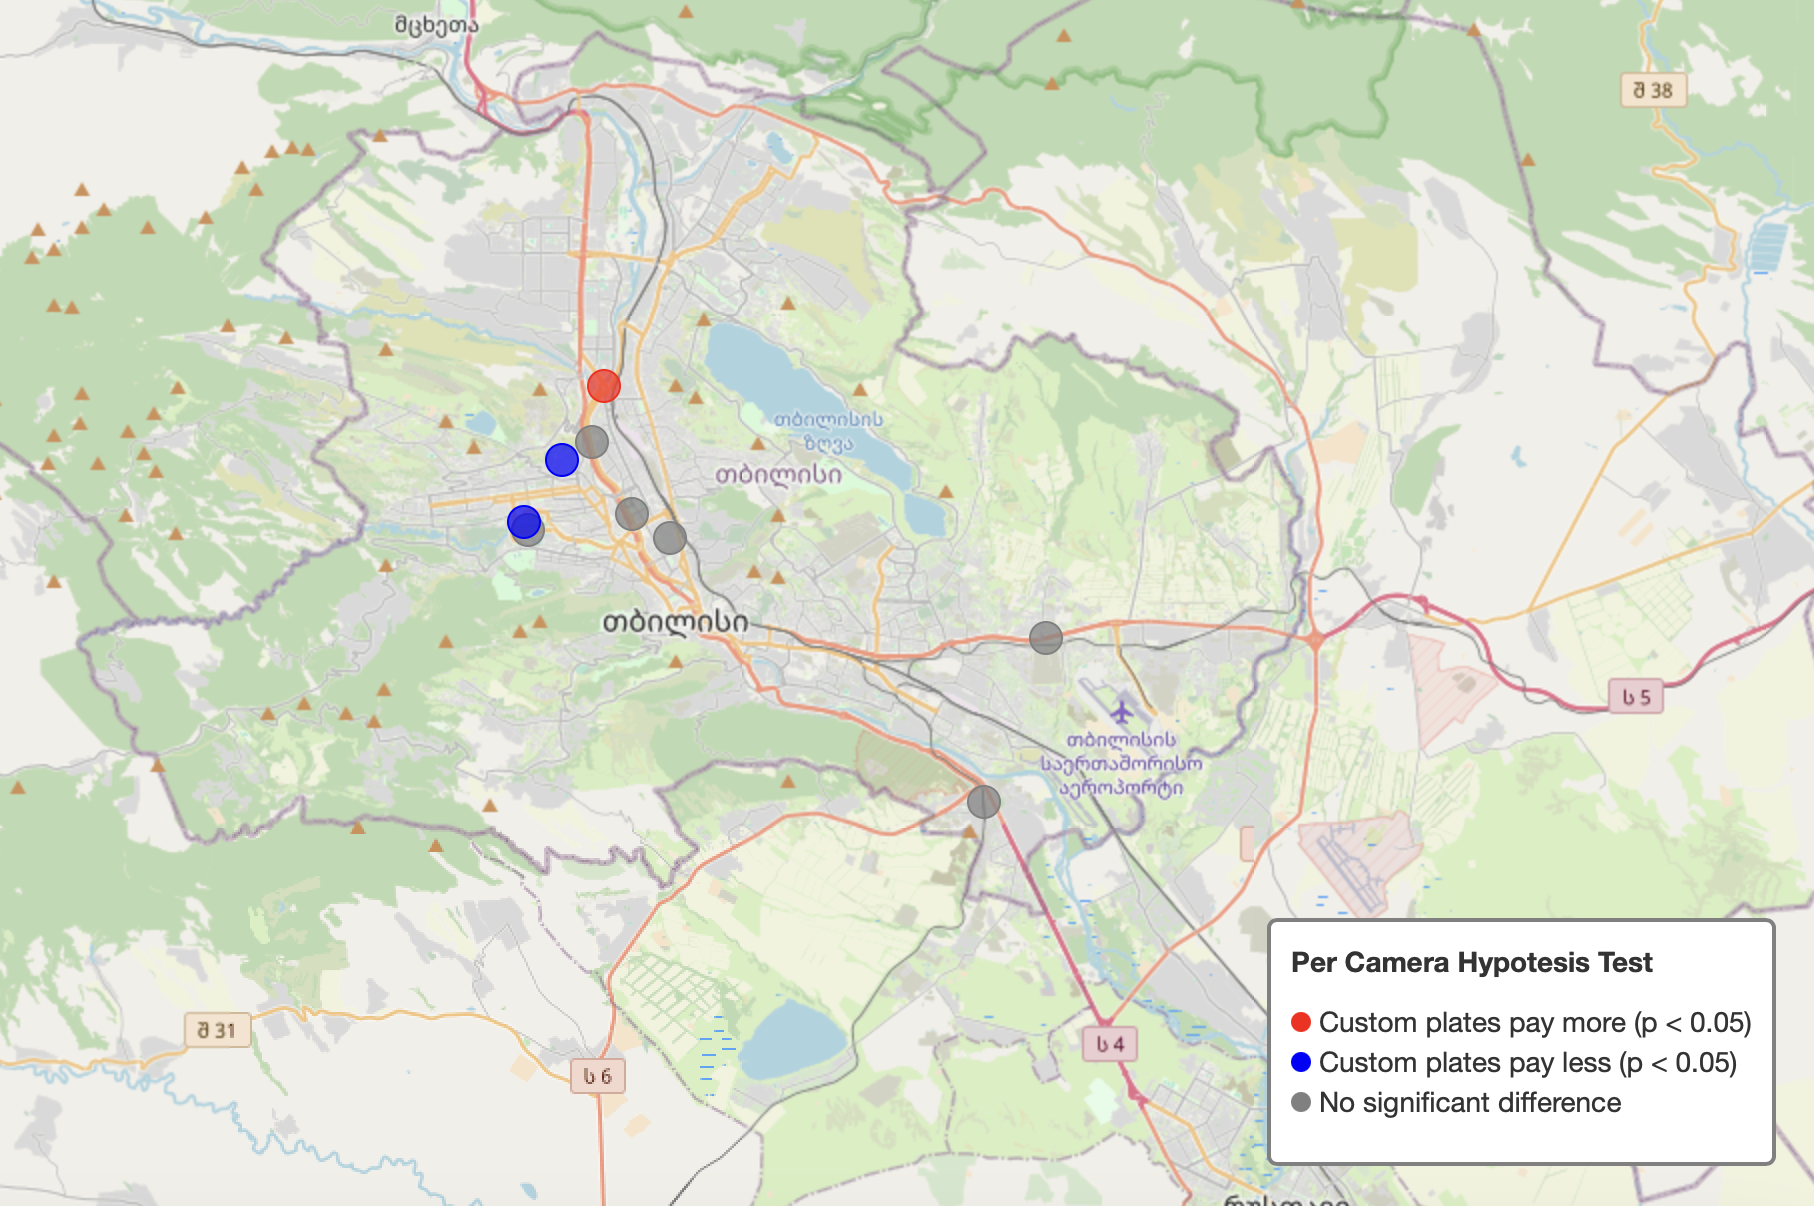 მცხეთა
შ 38
თბილისის
ზღვა
თბილისი
თბილისი
ს 5
თბილისის
საერთაშორისო
აეროპორტი
შ 31
ს 6
ს 4
Per Camera Hypotesis Test
Custom plates pay more (p < 0.05)
Custom plates pay less (p < 0.05)
No significant difference